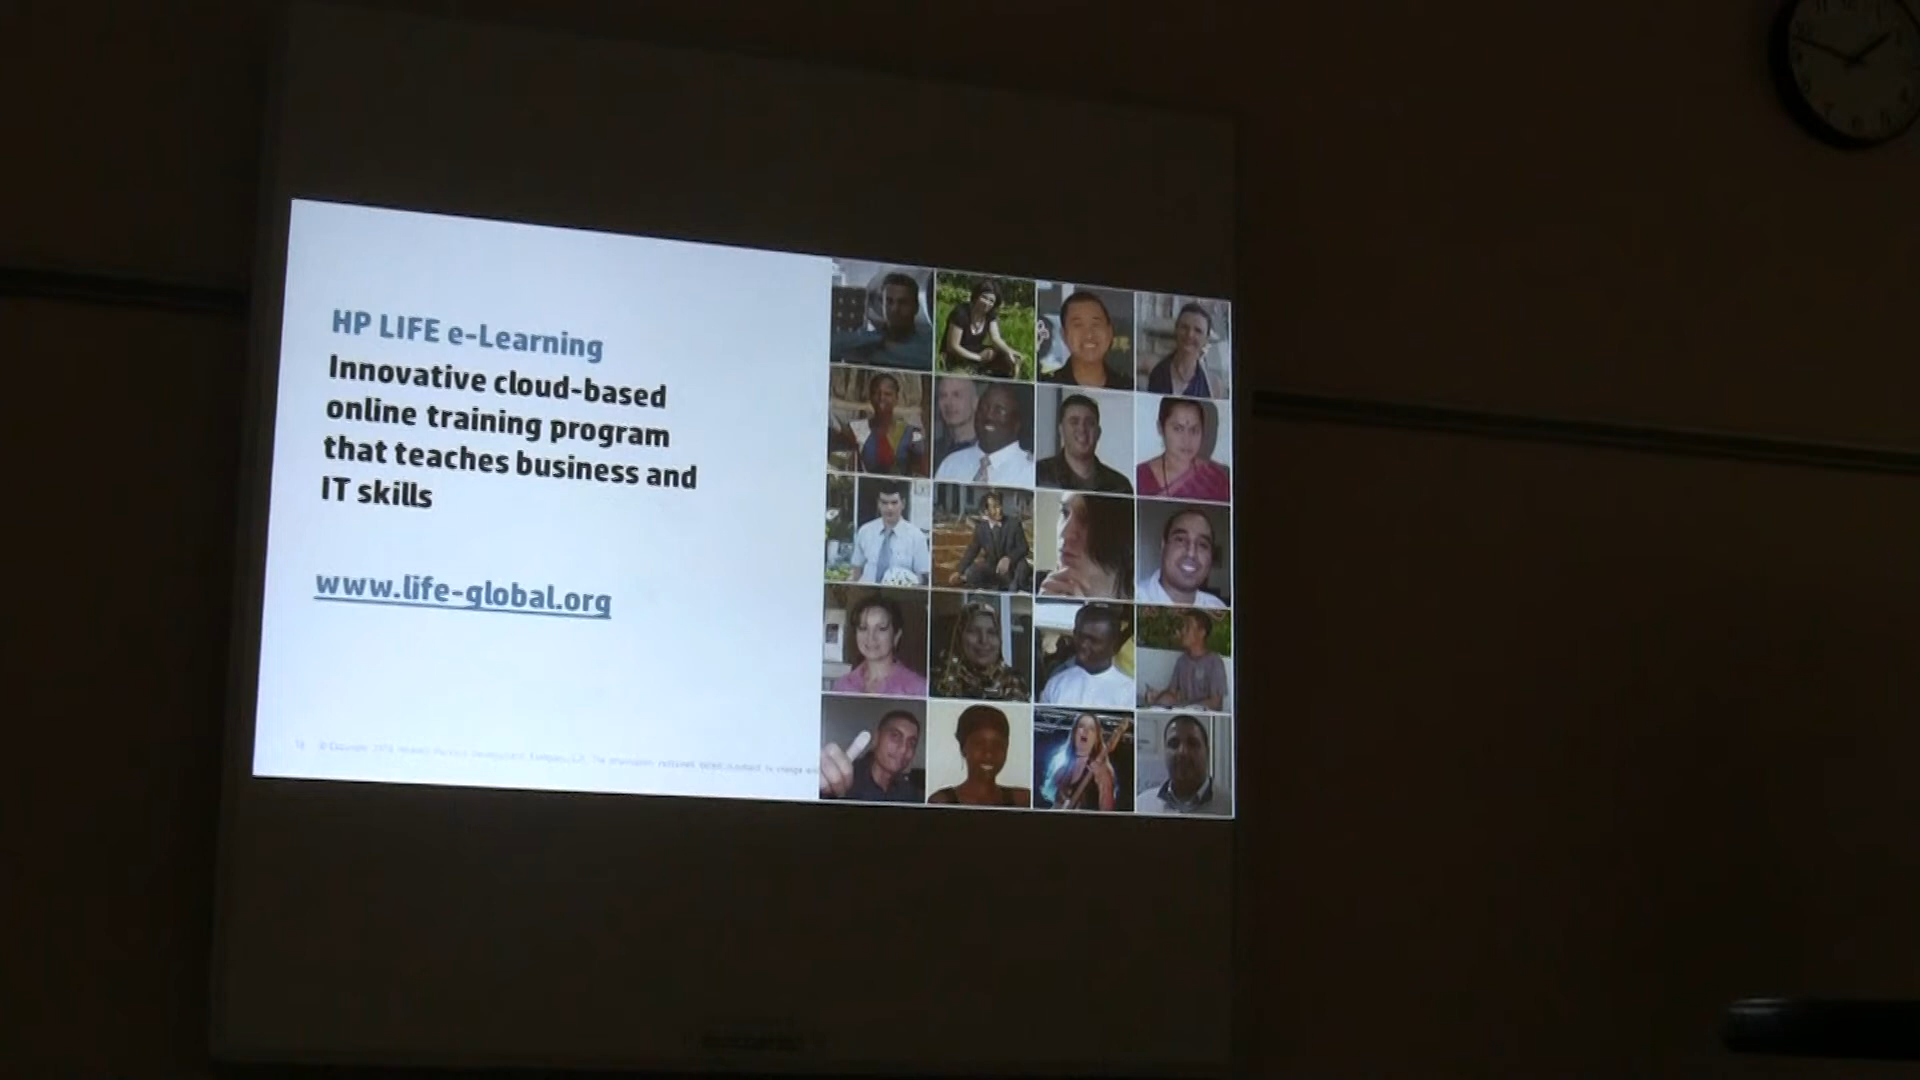 HP LIFE e-Learning
Innovative cloud-based
online training program
that teaches business and
IT skills
www.life-global.org